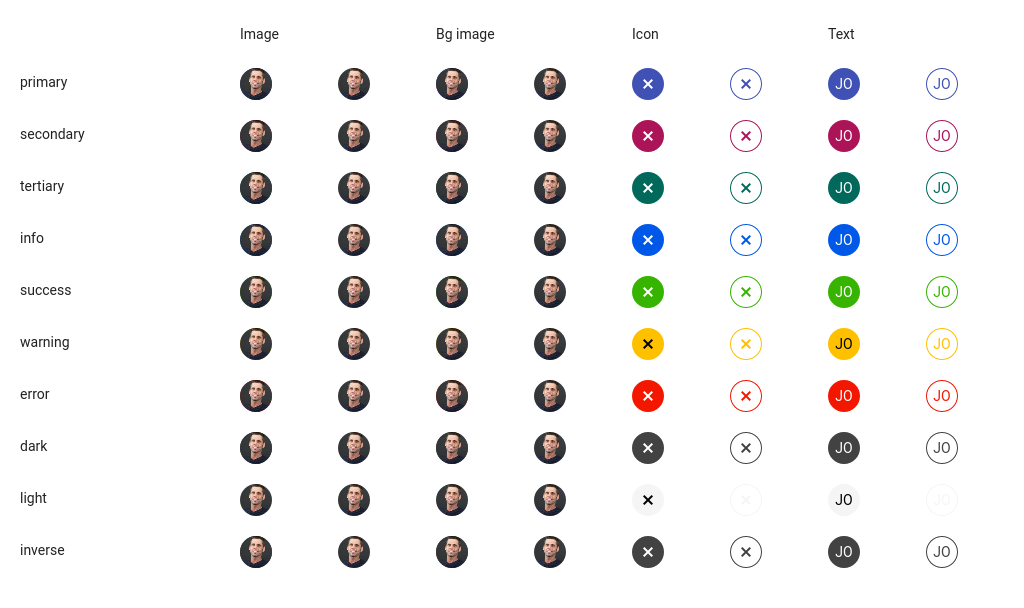 Image Bg image Icon Text
primary JO JO
secondary JO JO
tertiary JO JO
info JO JO
success JO JO
warning JO JO
error JO JO
dark JO JO
light JO JO
inverse JO JO